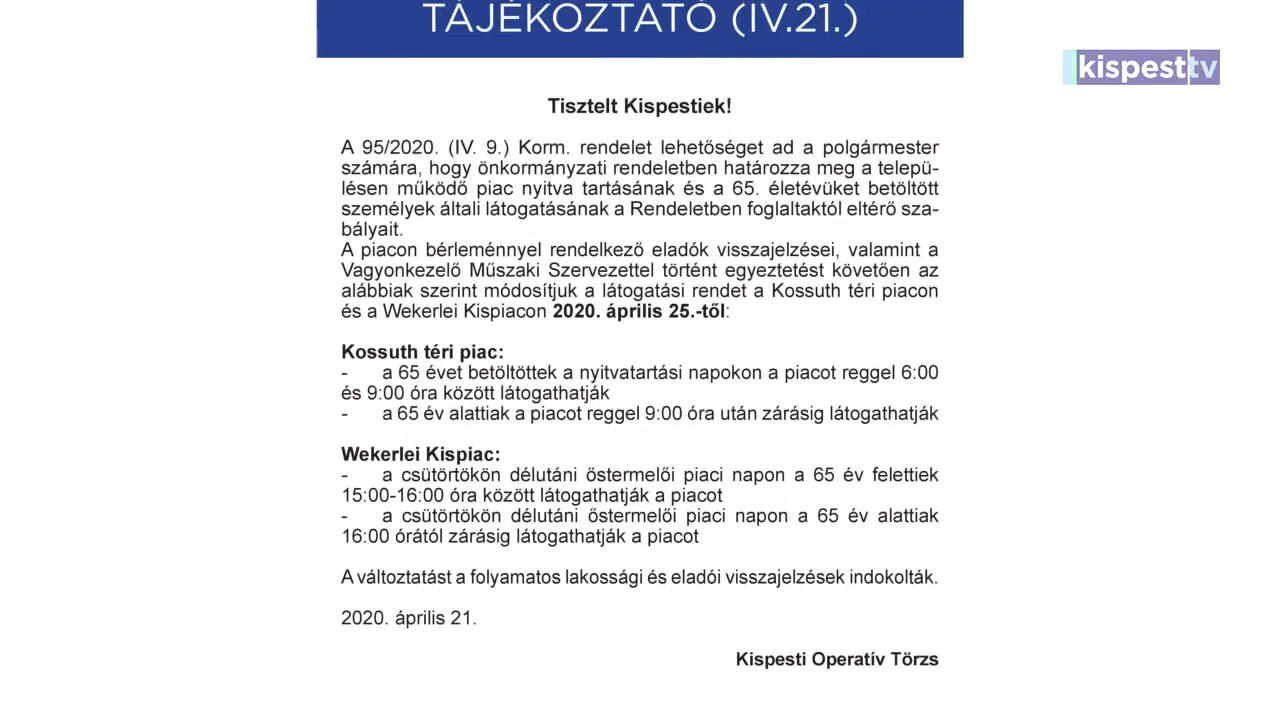 TÁJÉKOZTATÓ (IV.21.)
kispesttv
Tisztelt Kispestiek!
A 95/2020. (IV. 9.) Korm. rendelet lehetőséget ad a polgármester
számára, hogy önkormányzati rendeletben határozza meg a telepü-
lésen működő piac nyitva tartásának és a 65. életévüket betöltött
személyek általi látogatásának a Rendeletben foglaltaktól eltérő sza-
bályait.
A piacon bérleménnyel rendelkező eladók visszajelzései, valamint a
Vagyonkezelő Műszaki Szervezettel történt egyeztetést követően az
alábbiak szerint módosítjuk a látogatási rendet a Kossuth téri piacon
és a Wekerlei Kispiacon 2020. április 25.-től:
Kossuth téri piac:
- a 65 évet betöltöttek a nyitvatartási napokon a piacot reggel 6:00
és 9:00 óra között látogathatják
- a 65 év alattiak a piacot reggel 9:00 óra után zárásig látogathatják
Wekerlei Kispiac:
- a csütörtökön délutáni őstermelői piaci napon a 65 év felettiek
15:00-16:00 óra között látogathatják a piacot
- a csütörtökön délutáni őstermelői piaci napon a 65 év alattiak
16:00 órától zárásig látogathatják a piacot
A változtatást a folyamatos lakossági és eladói visszajelzések indokolták.
2020. április 21.
Kispesti Operatív Törzs